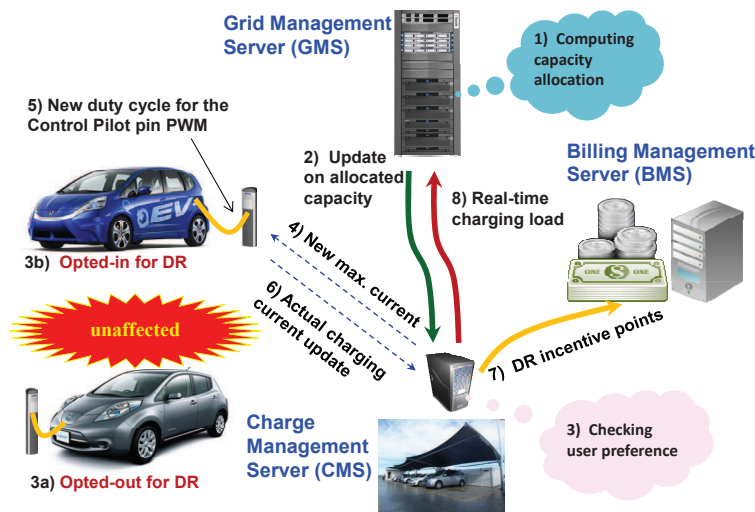 Grid Management
Server (GMS)
1) Computing
capacity
allocation
5) New duty cycle for the
Control Pilot pin PWM
2) Update
on allocated
capacity
8) Real-time
charging load
Billing Management
Server (BMS)
EV
ONE
S
ONE
3b) Opted-in for DR
4) New max. current
6) Actual charging
current update
unaffected
7) DR incentive points
Charge
Management
Server (CMS)
3) Checking
user preference
3a) Opted-out for DR